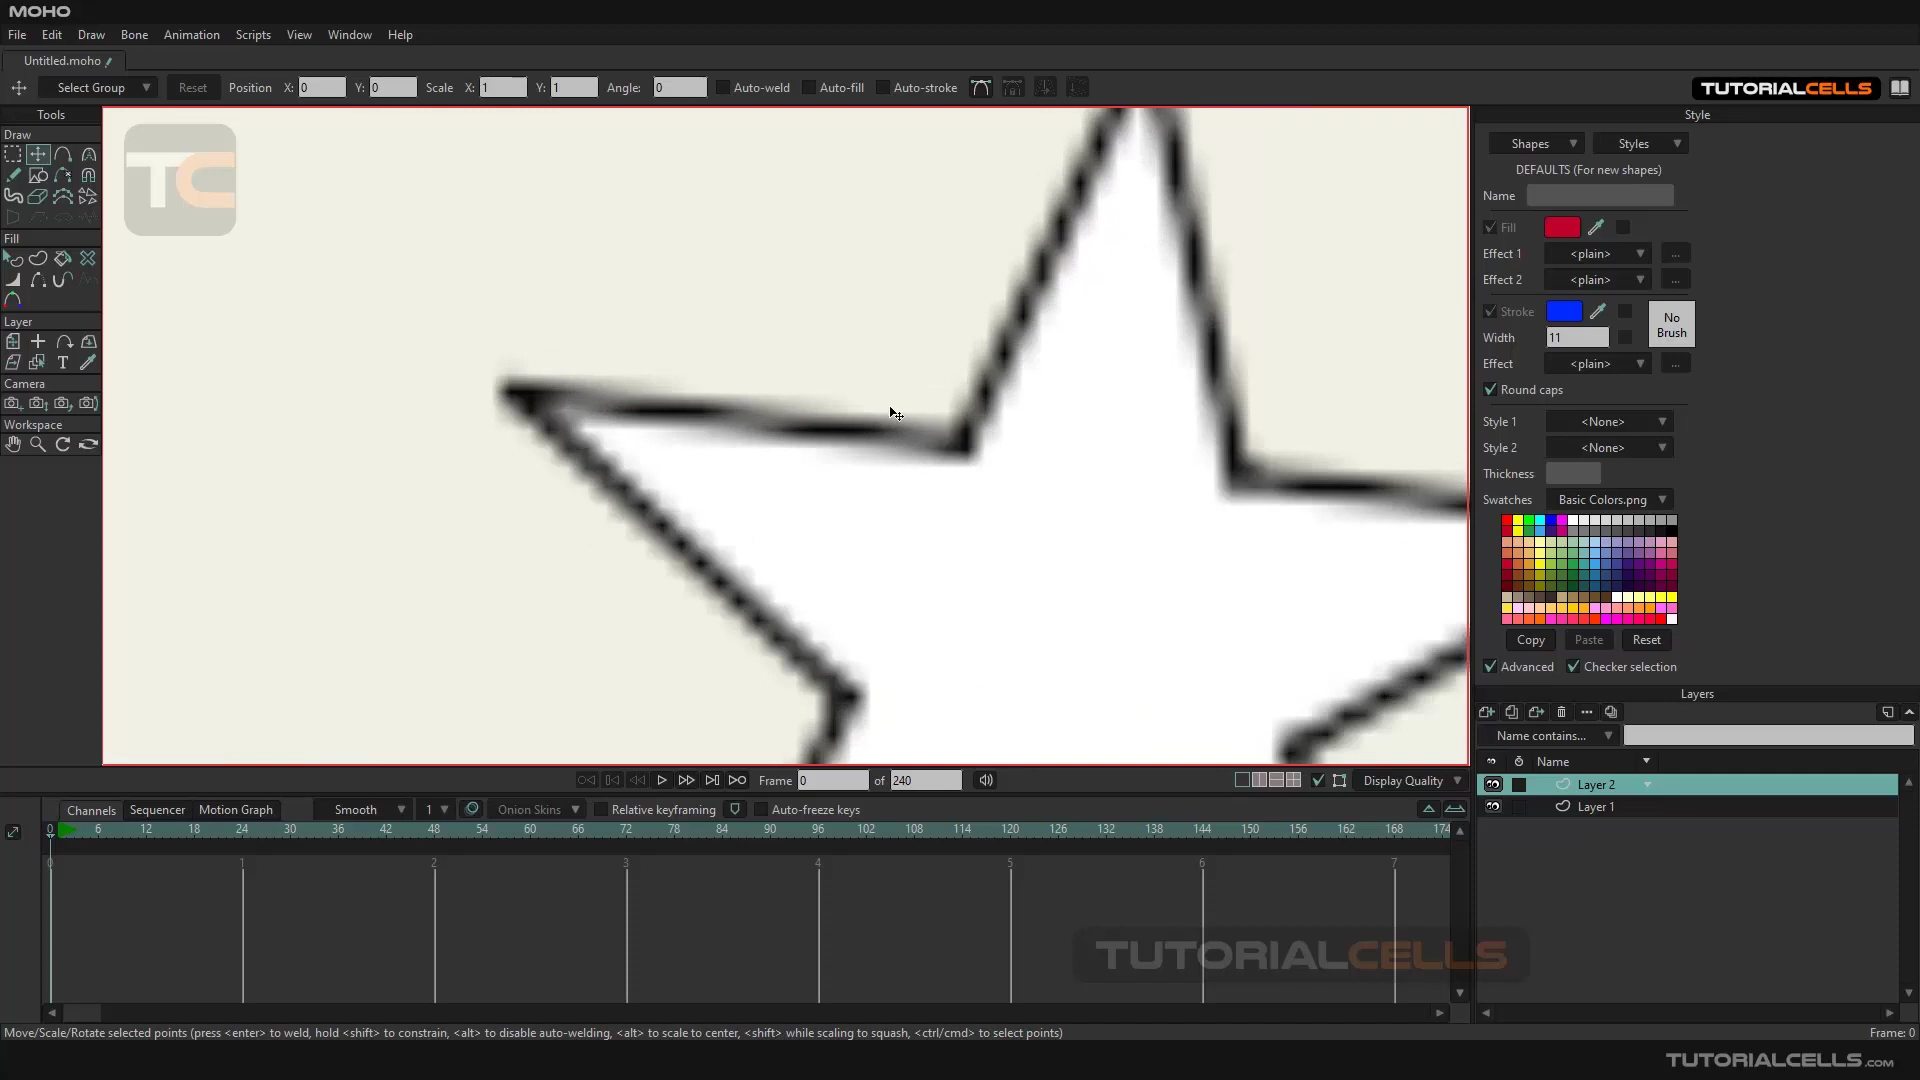 MOHO
File Edit Draw Bone Animation Scripts View Window Help
Untitled.moho
Select Group Reset Position X: 0 Y: 0 Scale X: 1 Y: 1 Angle: 0 Auto-weld Auto-fill Auto-stroke TUTORIALCELLS
Tools
Style
Draw
TC
Shapes Styles
DEFAULTS (For new shapes)
Name
Fill
Fill
Effect 1 <plain> ...
Effect 2 <plain> ...
Stroke
No Brush
Width 11
Layer
T
Effect <plain> ...
Camera
Round caps
Workspace
Style 1 <None>
Style 2 <None>
Thickness
Swatches Basic Colors.png
Copy Paste Reset
Advanced Checker selection
Layers
Name contains...
Name
Layer 2
Layer 1
Frame 0 of 240 Display Quality
Channels Sequencer Motion Graph Smooth 1 Onion Skins Relative keyframing Auto-freeze keys
0 6 12 18 24 30 36 42 48 54 60 66 72 78 84 90 96 102 108 114 120 126 132 138 144 150 156 162 168 174
0 1 2 3 4 5 6 7
TUTORIALCELLS
Move/Scale/Rotate selected points (press <enter> to weld, hold <shift> to constrain, <alt> to disable auto-welding, <alt> to scale to center, <shift> while scaling to squash, <ctrl/cmd> to select points) Frame: 0
TUTORIALCELLS.COM